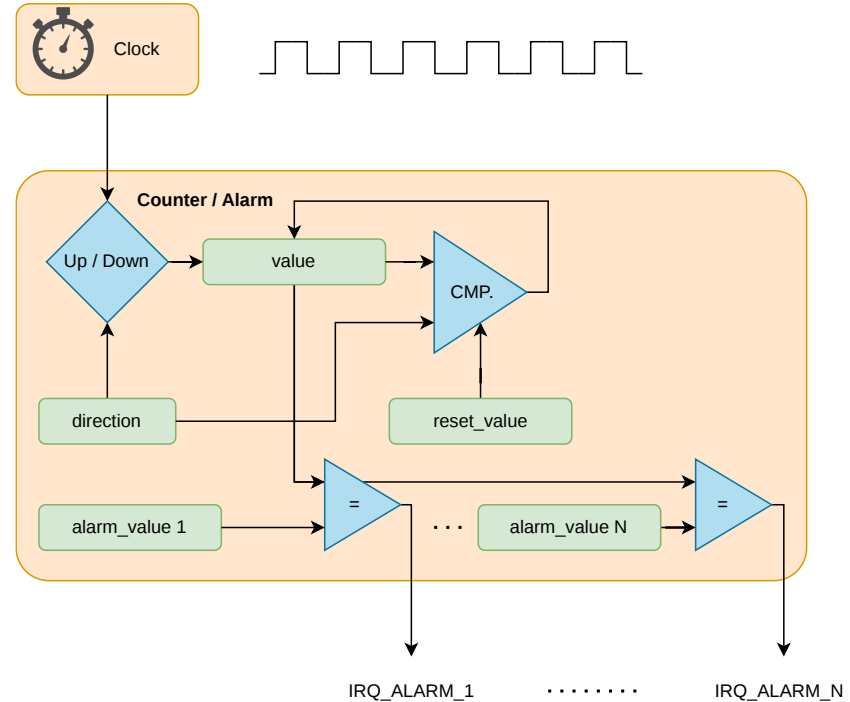 Clock
Counter / Alarm
Up / Down
value
CMP.
direction
reset_value
=
=
alarm_value 1
. . .
alarm_value N
IRQ_ALARM_1
. . . . . . . . .
IRQ_ALARM_N